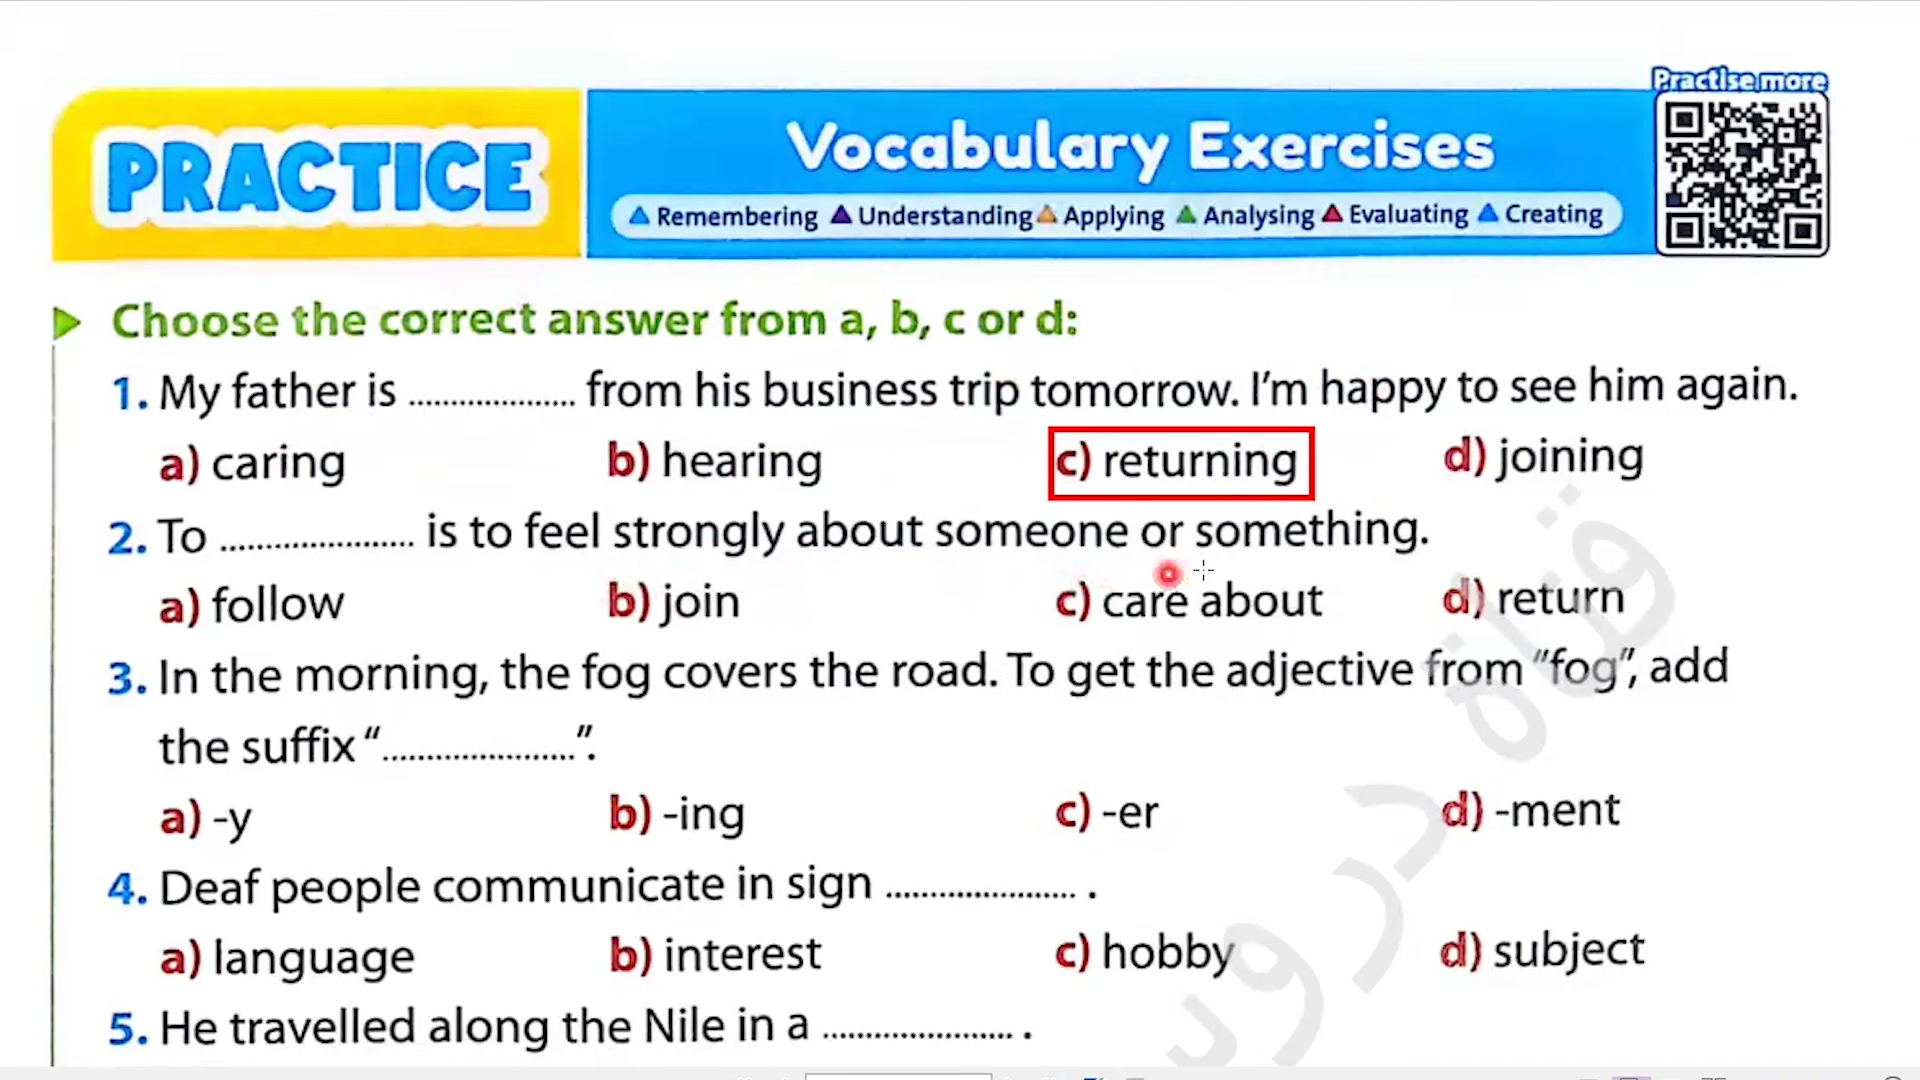 Practise more
PRACTICE
Vocabulary Exercises
Remembering Understanding Applying Analysing Evaluating Creating
Choose the correct answer from a, b, c or d:
1. My father is ................... from his business trip tomorrow. I'm happy to see him again.
a) caring b) hearing c) returning d) joining
2. To ...................... is to feel strongly about someone or something.
a) follow b) join c) care about d) return
3. In the morning, the fog covers the road. To get the adjective from "fog", add
the suffix "......................".
a) -y b) -ing c) -er d) -ment
4. Deaf people communicate in sign ...................... .
a) language b) interest c) hobby d) subject
5. He travelled along the Nile in a ...................... .
قناة